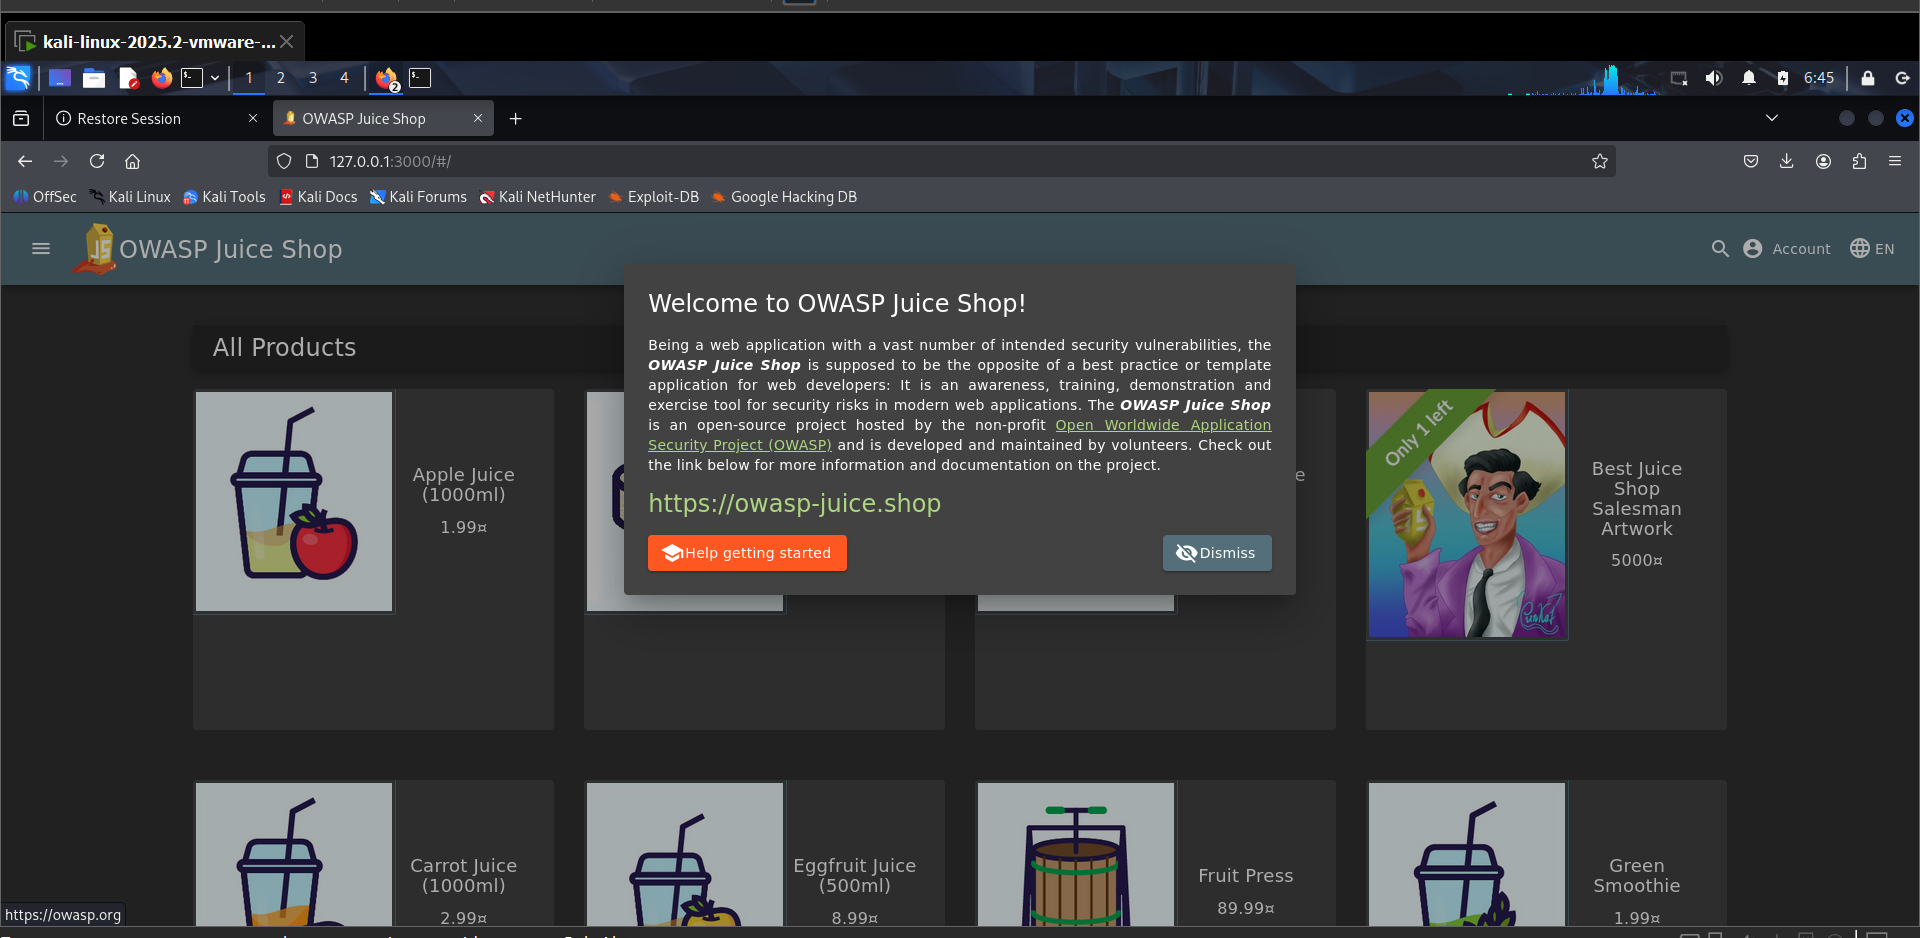 kali-linux-2025.2-vmware-...
1 2 3 4
2
6:45
Restore Session
OWASP Juice Shop
127.0.0.1:3000/#/
OffSec
Kali Linux
Kali Tools
Kali Docs
Kali Forums
Kali NetHunter
Exploit-DB
Google Hacking DB
JS
OWASP Juice Shop
Account
EN
Welcome to OWASP Juice Shop!
Being a web application with a vast number of intended security vulnerabilities, the
OWASP Juice Shop is supposed to be the opposite of a best practice or template
application for web developers: It is an awareness, training, demonstration and
exercise tool for security risks in modern web applications. The OWASP Juice Shop
is an open-source project hosted by the non-profit Open Worldwide Application
Security Project (OWASP) and is developed and maintained by volunteers. Check out
the link below for more information and documentation on the project.
https://owasp-juice.shop
Help getting started
Dismiss
All Products
Apple Juice
(1000ml)
1.99¤
e
Only 1 left
Best Juice
Shop
Salesman
Artwork
5000¤
Carrot Juice
(1000ml)
2.99¤
Eggfruit Juice
(500ml)
8.99¤
Fruit Press
89.99¤
Green
Smoothie
1.99¤
https://owasp.org